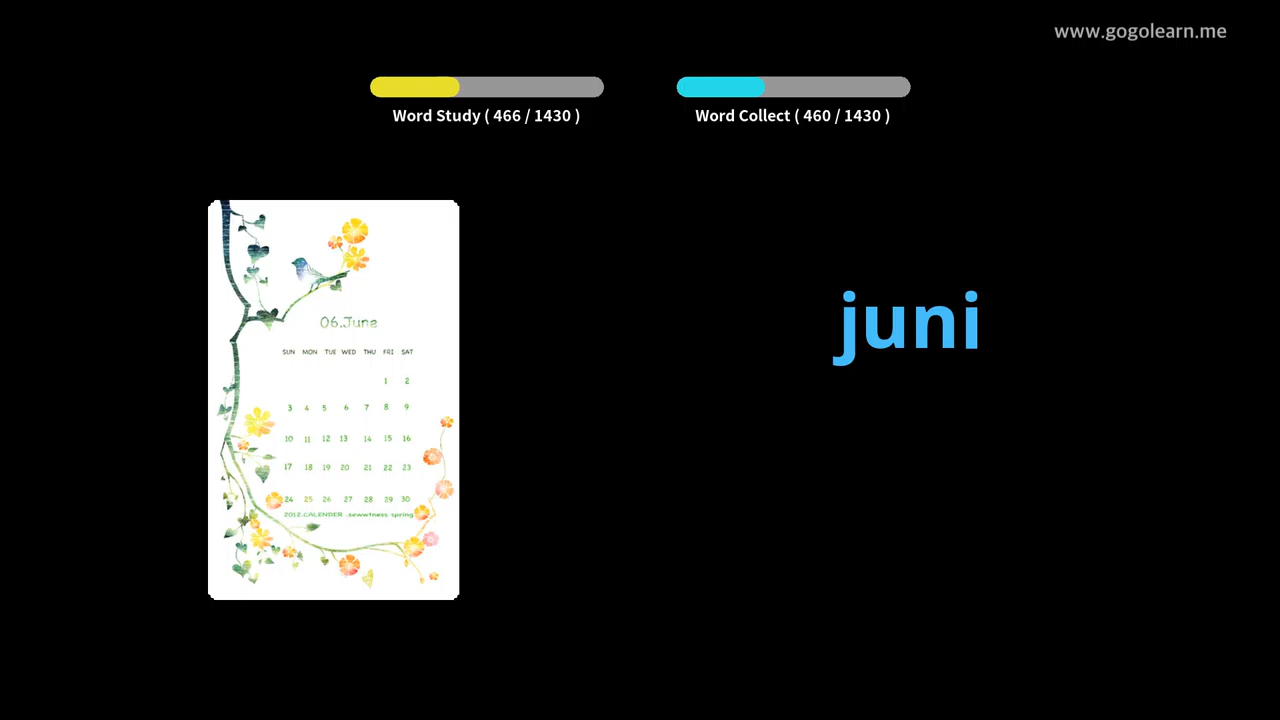 www.gogolearn.me
Word Study ( 466 / 1430 )
Word Collect ( 460 / 1430 )
06.June
SUN MON TUE WED THU FRI SAT
1 2
3 4 5 6 7 8 9
10 11 12 13 14 15 16
17 18 19 20 21 22 23
24 25 26 27 28 29 30
2012.CALENDER .sewwtness spring
juni